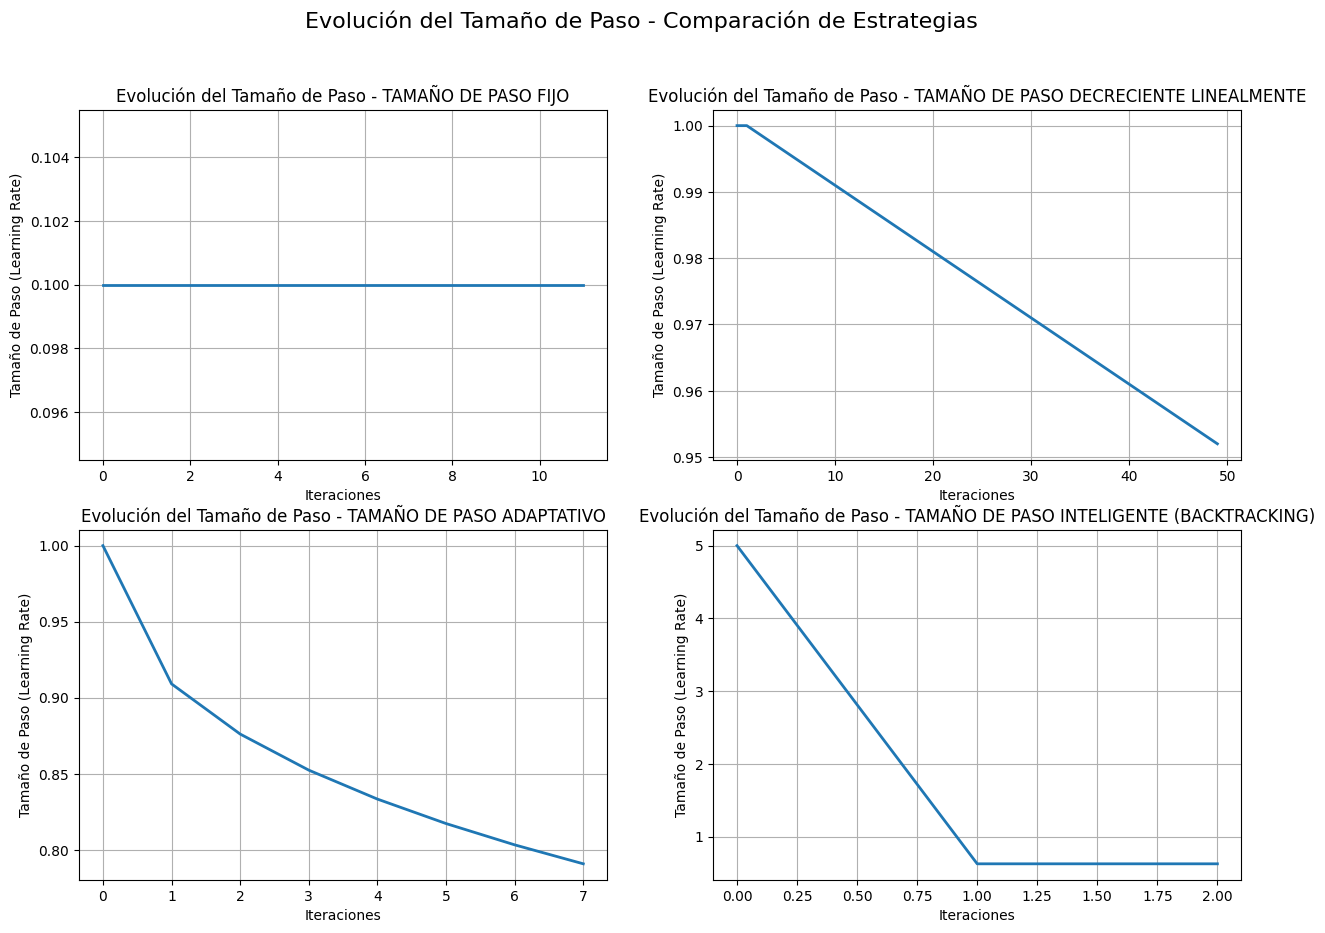 Evolución del Tamaño de Paso - Comparación de Estrategias
Evolución del Tamaño de Paso - TAMAÑO DE PASO FIJO
Tamaño de Paso (Learning Rate)
0.104
0.102
0.100
0.098
0.096
0 2 4 6 8 10
Iteraciones
Evolución del Tamaño de Paso - TAMAÑO DE PASO DECRECIENTE LINEALMENTE
Tamaño de Paso (Learning Rate)
1.00
0.99
0.98
0.97
0.96
0.95
0 10 20 30 40 50
Iteraciones
Evolución del Tamaño de Paso - TAMAÑO DE PASO ADAPTATIVO
Tamaño de Paso (Learning Rate)
1.00
0.95
0.90
0.85
0.80
0 1 2 3 4 5 6 7
Iteraciones
Evolución del Tamaño de Paso - TAMAÑO DE PASO INTELIGENTE (BACKTRACKING)
Tamaño de Paso (Learning Rate)
5
4
3
2
1
0.00 0.25 0.50 0.75 1.00 1.25 1.50 1.75 2.00
Iteraciones